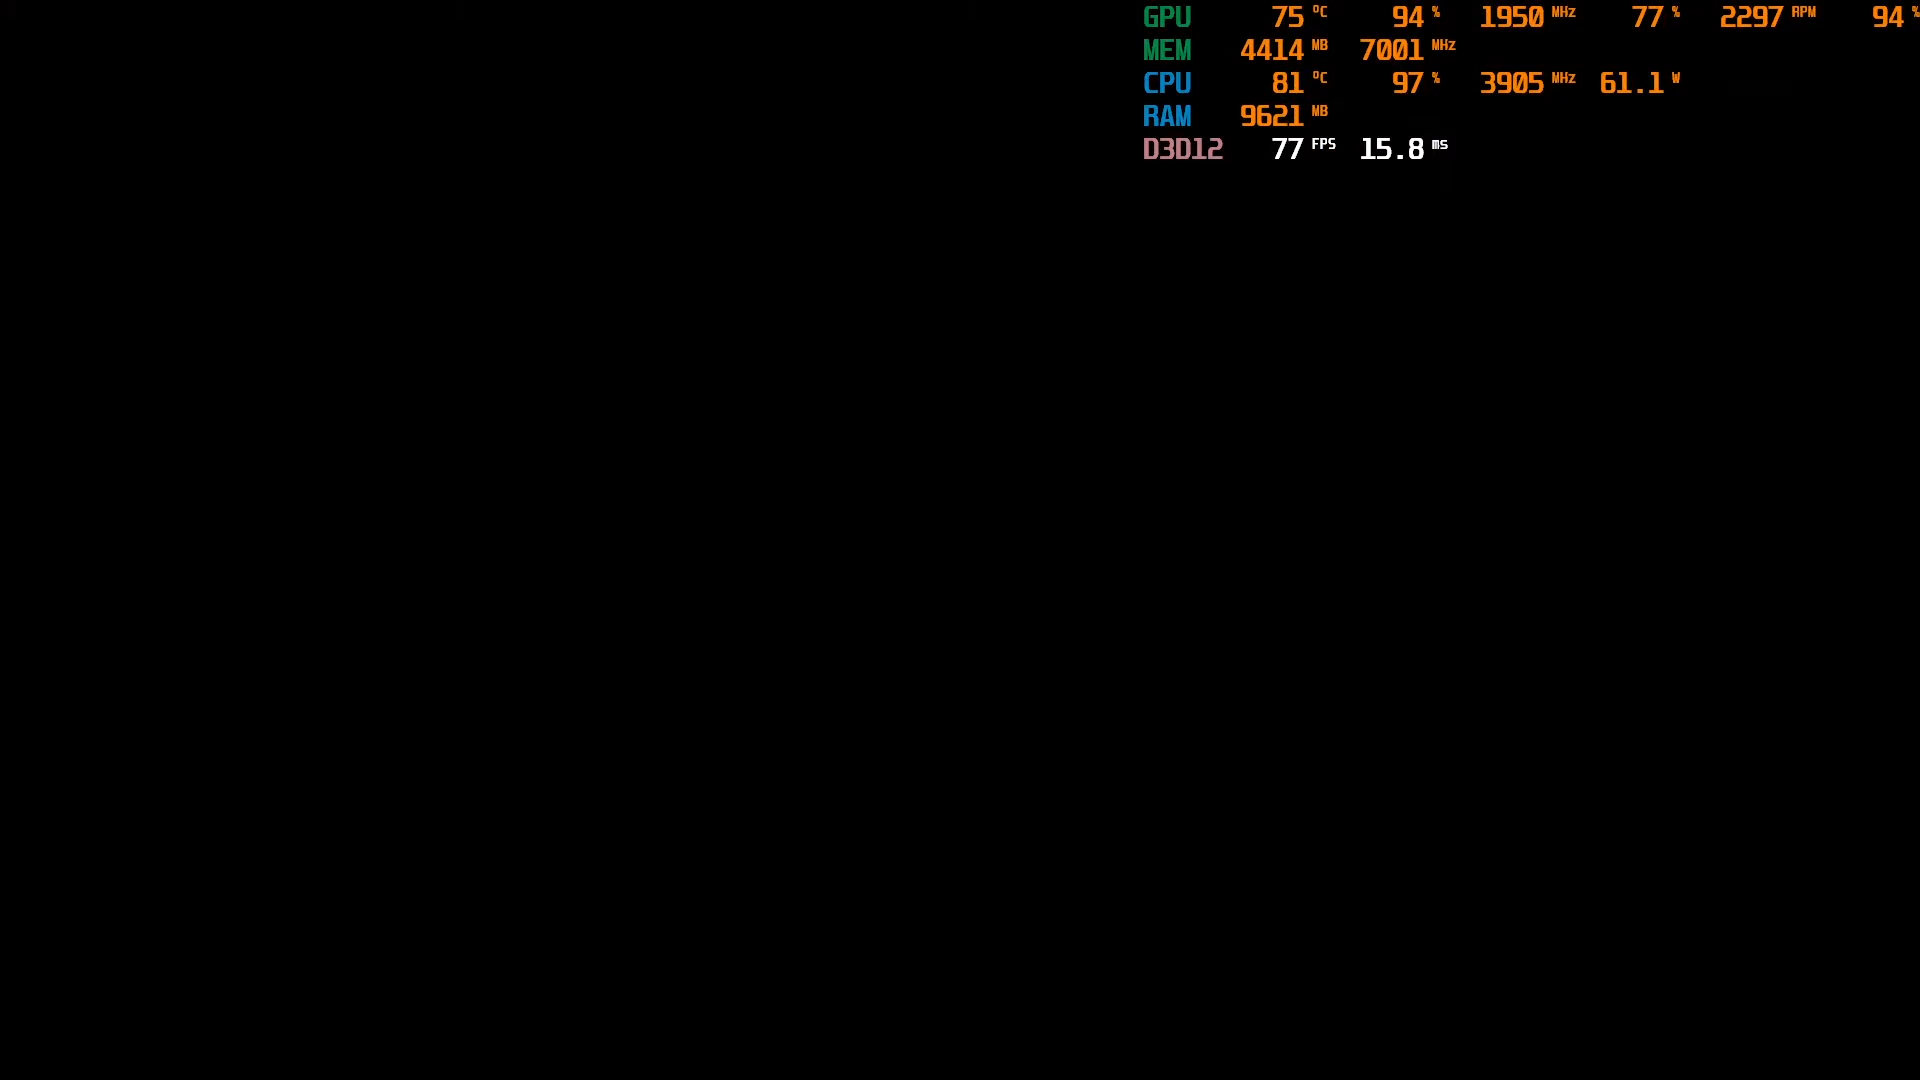 GPU 75 °C 94 % 1950 MHz 77 % 2297 RPM 94 %
MEM 4414 MB 7001 MHz
CPU 81 °C 97 % 3905 MHz 61.1 W
RAM 9621 MB
D3D12 77 FPS 15.8 ms